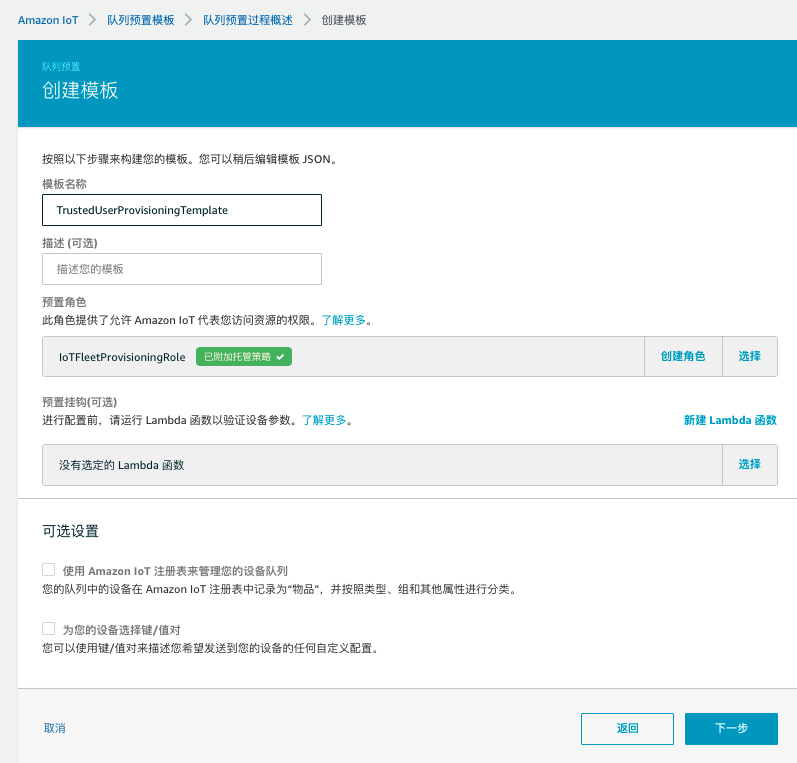 Amazon IoT > 队列预置模板 > 队列预置过程概述 > 创建模板
队列预置
创建模板
按照以下步骤来构建您的模板。您可以稍后编辑模板 JSON。
模板名称
TrustedUserProvisioningTemplate
描述 (可选)
描述您的模板
预置角色
此角色提供了允许 Amazon IoT 代表您访问资源的权限。了解更多。
IoTFleetProvisioningRole 已附加托管策略 创建角色 选择
预置挂钩(可选)
进行配置前，请运行 Lambda 函数以验证设备参数。了解更多。 新建 Lambda 函数
没有选定的 Lambda 函数 选择
可选设置
使用 Amazon IoT 注册表来管理您的设备队列
您的队列中的设备在 Amazon IoT 注册表中记录为“物品”，并按照类型、组和其他属性进行分类。
为您的设备选择键/值对
您可以使用键/值对来描述您希望发送到您的设备的任何自定义配置。
取消 返回 下一步